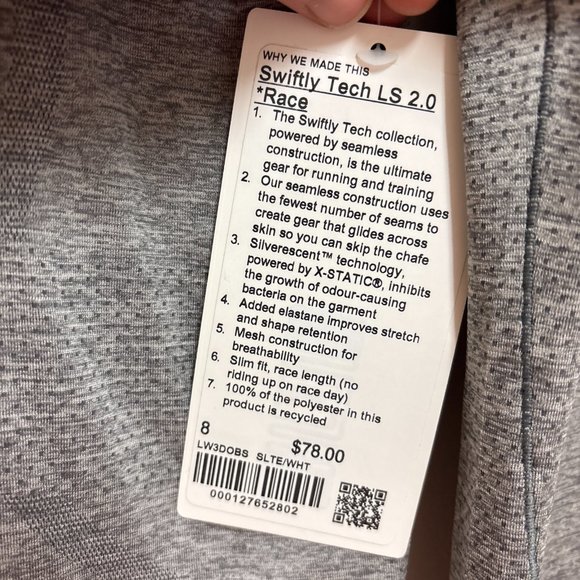 WHY WE MADE THIS
Swiftly Tech LS 2.0
*Race
1. The Swiftly Tech collection,
powered by seamless
construction, is the ultimate
gear for running and training
2. Our seamless construction uses
the fewest number of seams to
create gear that glides across
skin so you can skip the chafe
3. Silverescent™ technology,
powered by X-STATIC®, inhibits
the growth of odour-causing
bacteria on the garment
4. Added elastane improves stretch
and shape retention
5. Mesh construction for
breathability
6. Slim fit, race length (no
riding up on race day)
7. 100% of the polyester in this
product is recycled
8 $78.00
LW3DOBS SLTE/WHT
000127652802